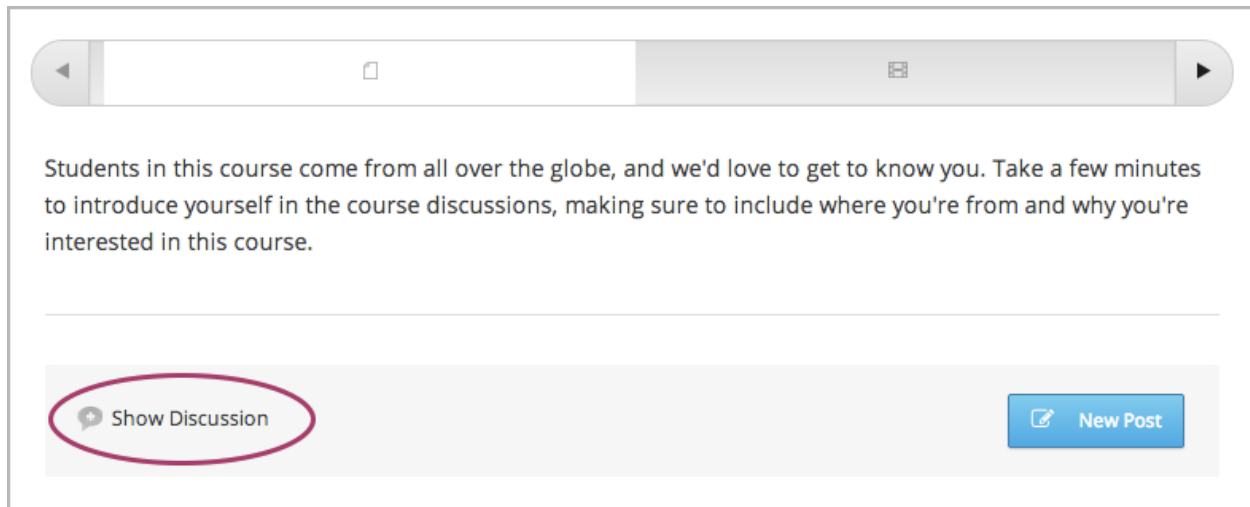 Students in this course come from all over the globe, and we'd love to get to know you. Take a few minutes
to introduce yourself in the course discussions, making sure to include where you're from and why you're
interested in this course.
Show Discussion
New Post